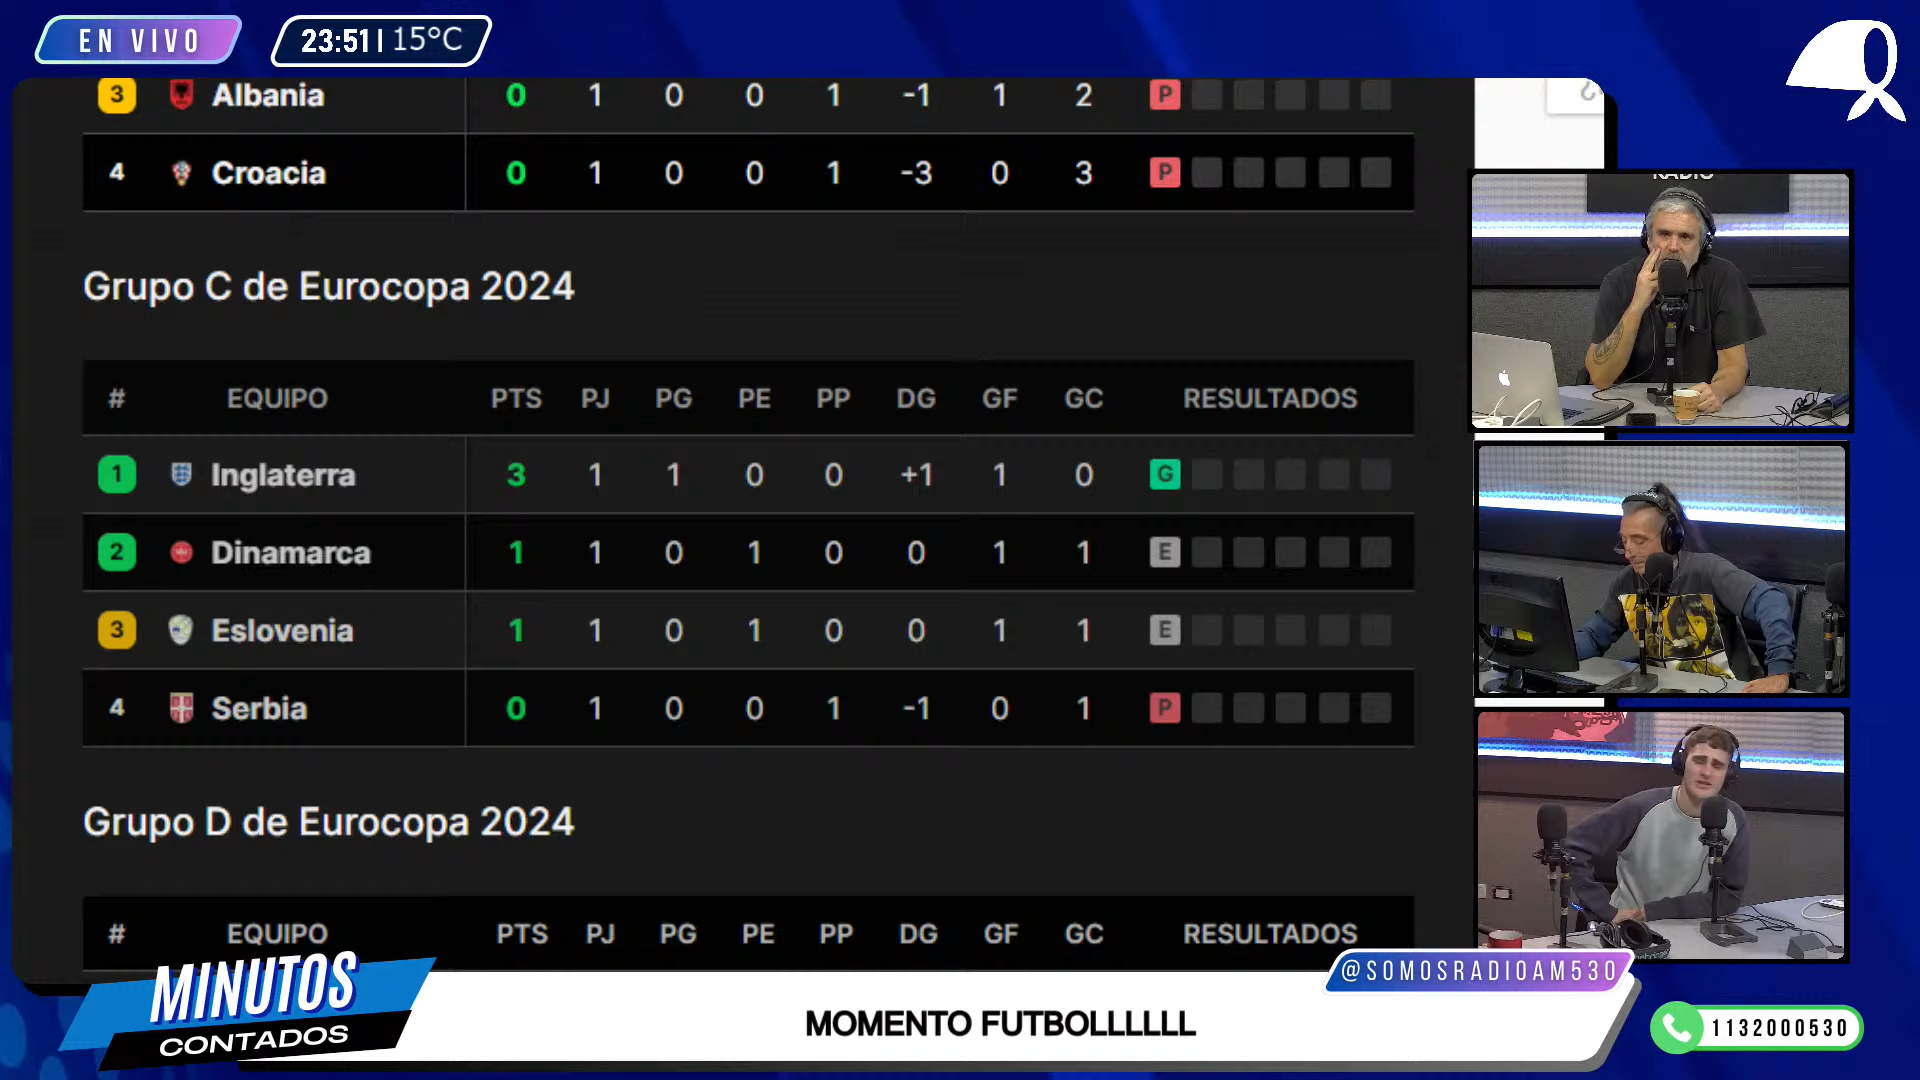 EN VIVO
23:51 | 15°C
3 Albania 0 1 0 0 1 -1 1 2 P
4 Croacia 0 1 0 0 1 -3 0 3 P
RADIO
Grupo C de Eurocopa 2024
# EQUIPO PTS PJ PG PE PP DG GF GC RESULTADOS
1 Inglaterra 3 1 1 0 0 +1 1 0 G
2 Dinamarca 1 1 0 1 0 0 1 1 E
3 Eslovenia 1 1 0 1 0 0 1 1 E
4 Serbia 0 1 0 0 1 -1 0 1 P
Grupo D de Eurocopa 2024
# EQUIPO PTS PJ PG PE PP DG GF GC RESULTADOS
MINUTOS
CONTADOS
@SOMOSRADIOAM530
MOMENTO FUTBOLLLLLL
1132000530